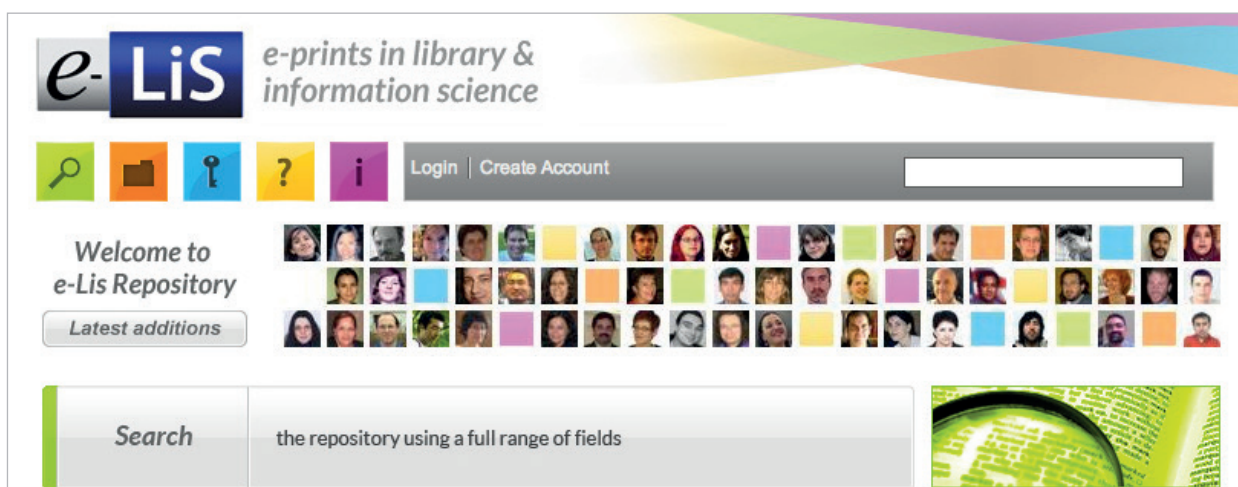 e-LiS
e-prints in library &
information science
?
i
Login | Create Account
Welcome to
e-Lis Repository
Latest additions
Search
the repository using a full range of fields